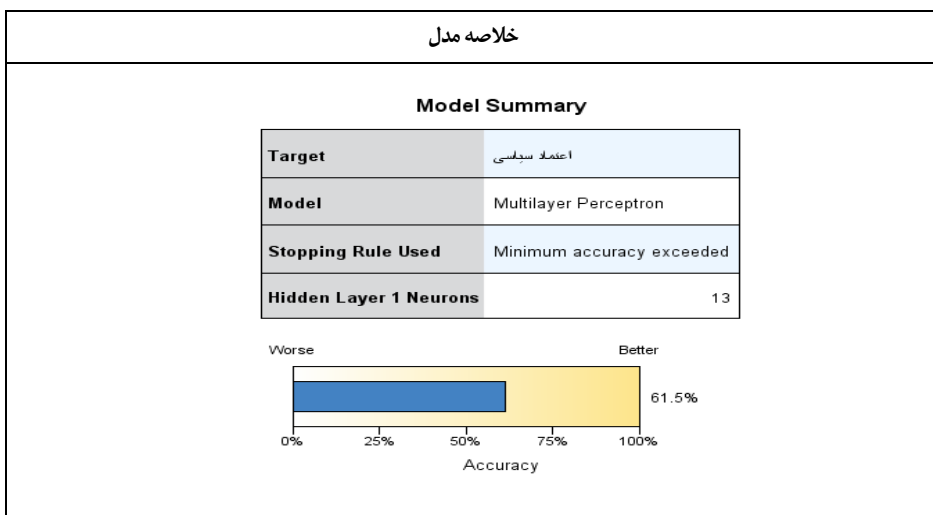 خلاصه مدل
Model Summary
Target اعتماد سیاسی
Model Multilayer Perceptron
Stopping Rule Used Minimum accuracy exceeded
Hidden Layer 1 Neurons 13
Worse Better
61.5%
0% 25% 50% 75% 100%
Accuracy